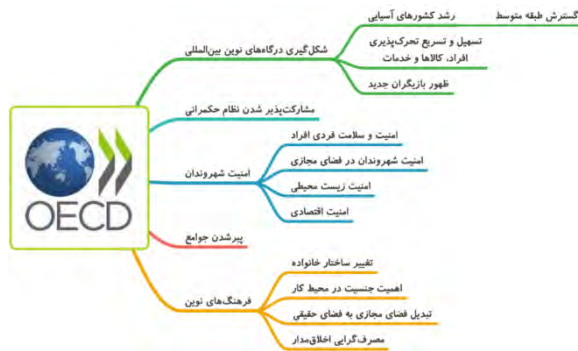 رشد کشورهای آسیایی
گسترش طبقه متوسط
تسهیل و تسریع تحرک‌پذیری
افراد، کالاها و خدمات
شکل‌گیری درگاه‌های نوین بین‌المللی
ظهور بازیگران جدید
مشارکت‌پذیر شدن نظام حکمرانی
امنیت و سلامت فردی افراد
امنیت شهروندان در فضای مجازی
امنیت شهروندان
امنیت زیست محیطی
امنیت اقتصادی
OECD
پیرشدن جوامع
تغییر ساختار خانواده
اهمیت جنسیت در محیط کار
فرهنگ‌های نوین
تبدیل فضای مجازی به فضای حقیقی
مصرف‌گرایی اخلاق‌مدار